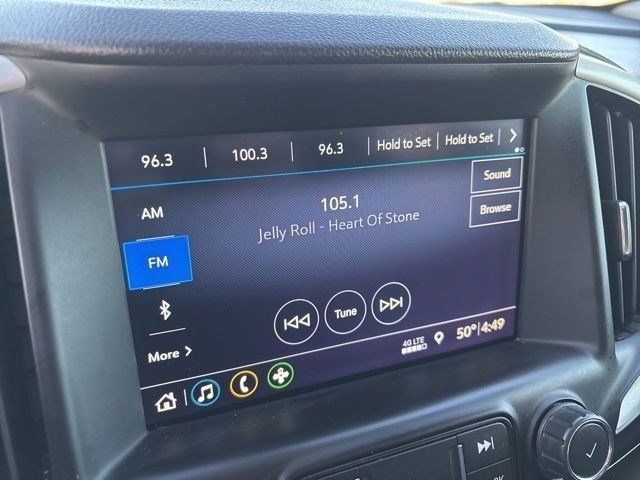 96.3 | 100.3 | 96.3 | Hold to Set | Hold to Set
AM
105.1
Sound
Jelly Roll - Heart Of Stone
Browse
FM
Tune
More
4G LTE
50° | 4:49